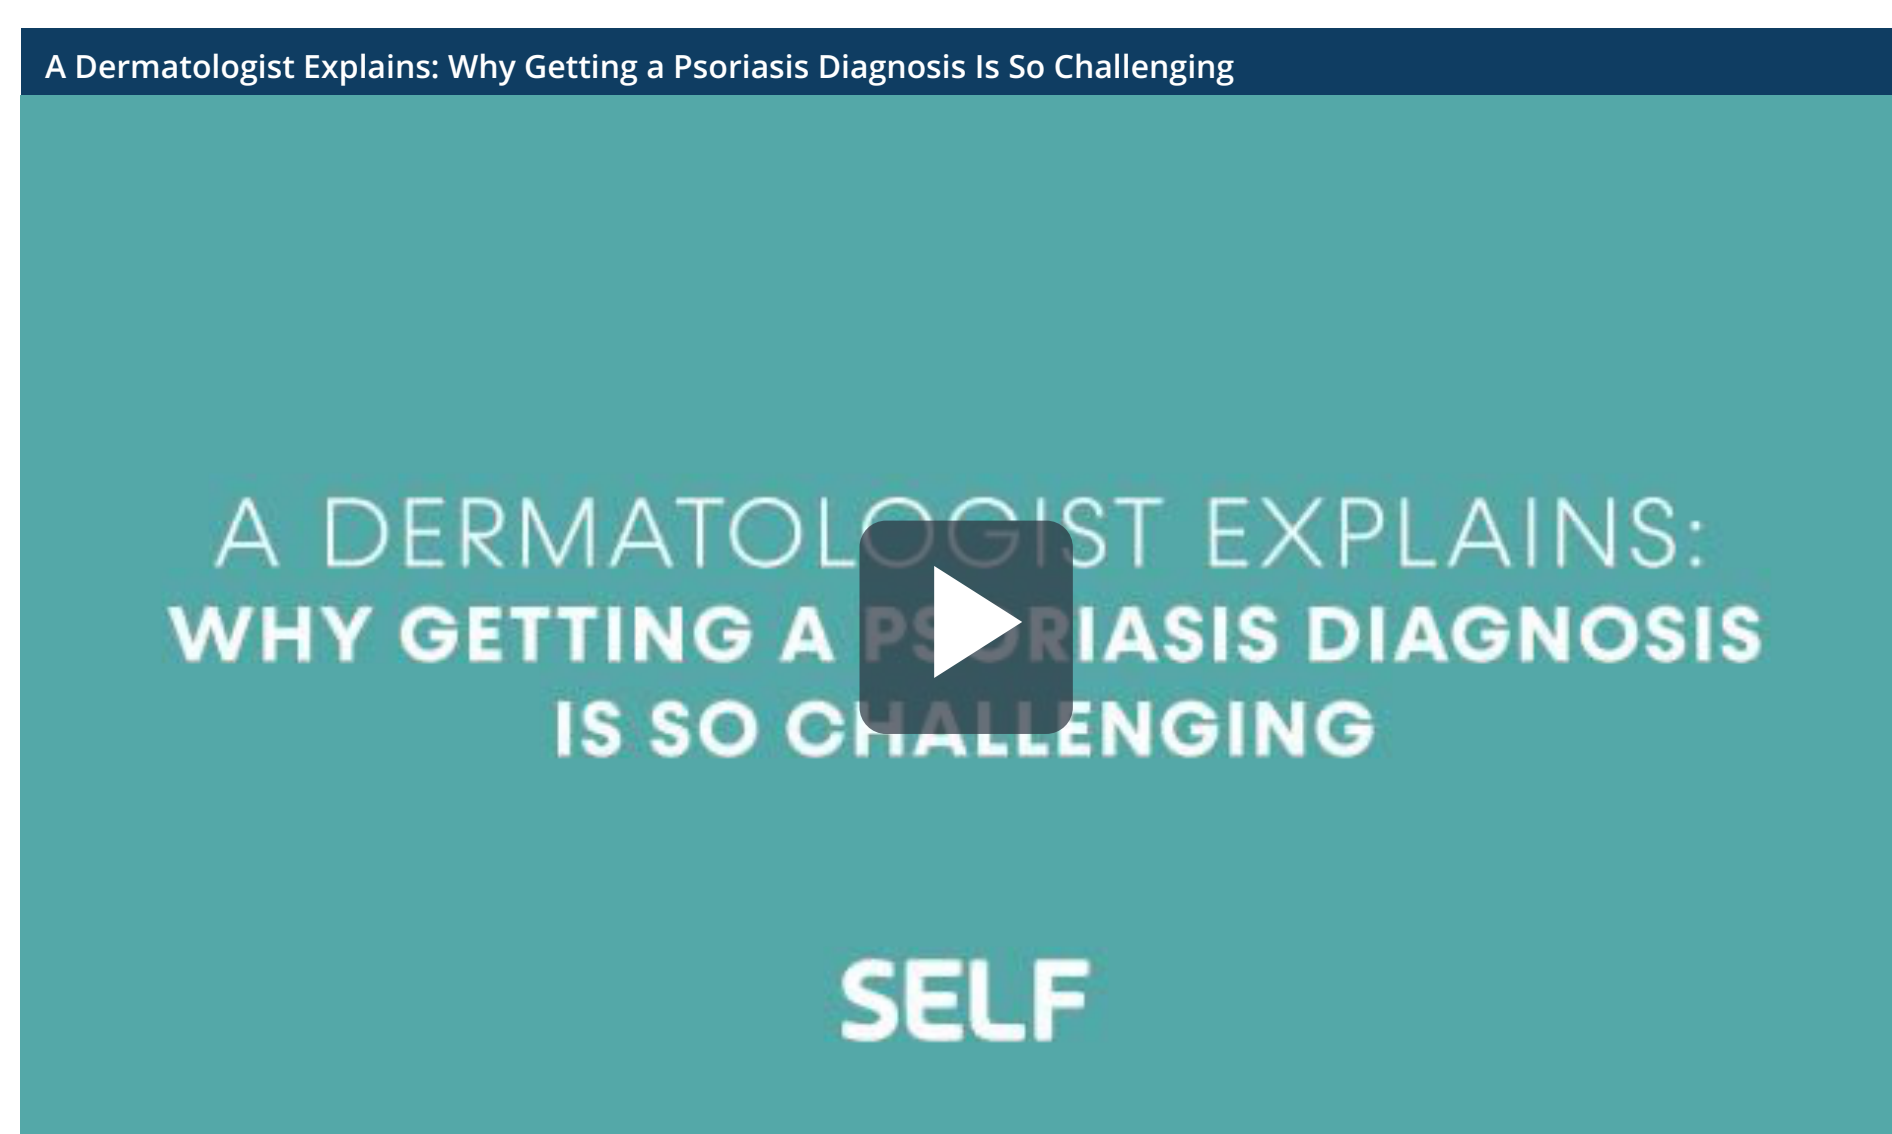 A Dermatologist Explains: Why Getting a Psoriasis Diagnosis Is So Challenging
A DERMATOLOGIST EXPLAINS:
WHY GETTING A PSORIASIS DIAGNOSIS
IS SO CHALLENGING
SELF